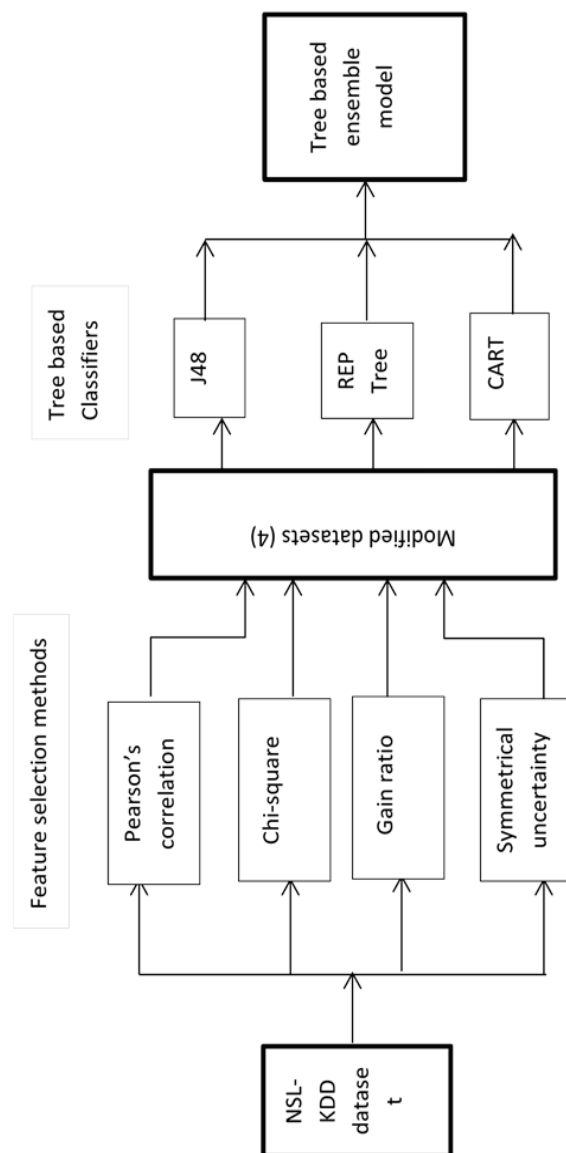 Feature selection methods
Tree based
Classifiers
NSL-
KDD
datase
t
Pearson's
correlation
Chi-square
Gain ratio
Symmetrical
uncertainty
Modified datasets (4)
J48
REP
Tree
CART
Tree based
ensemble
model